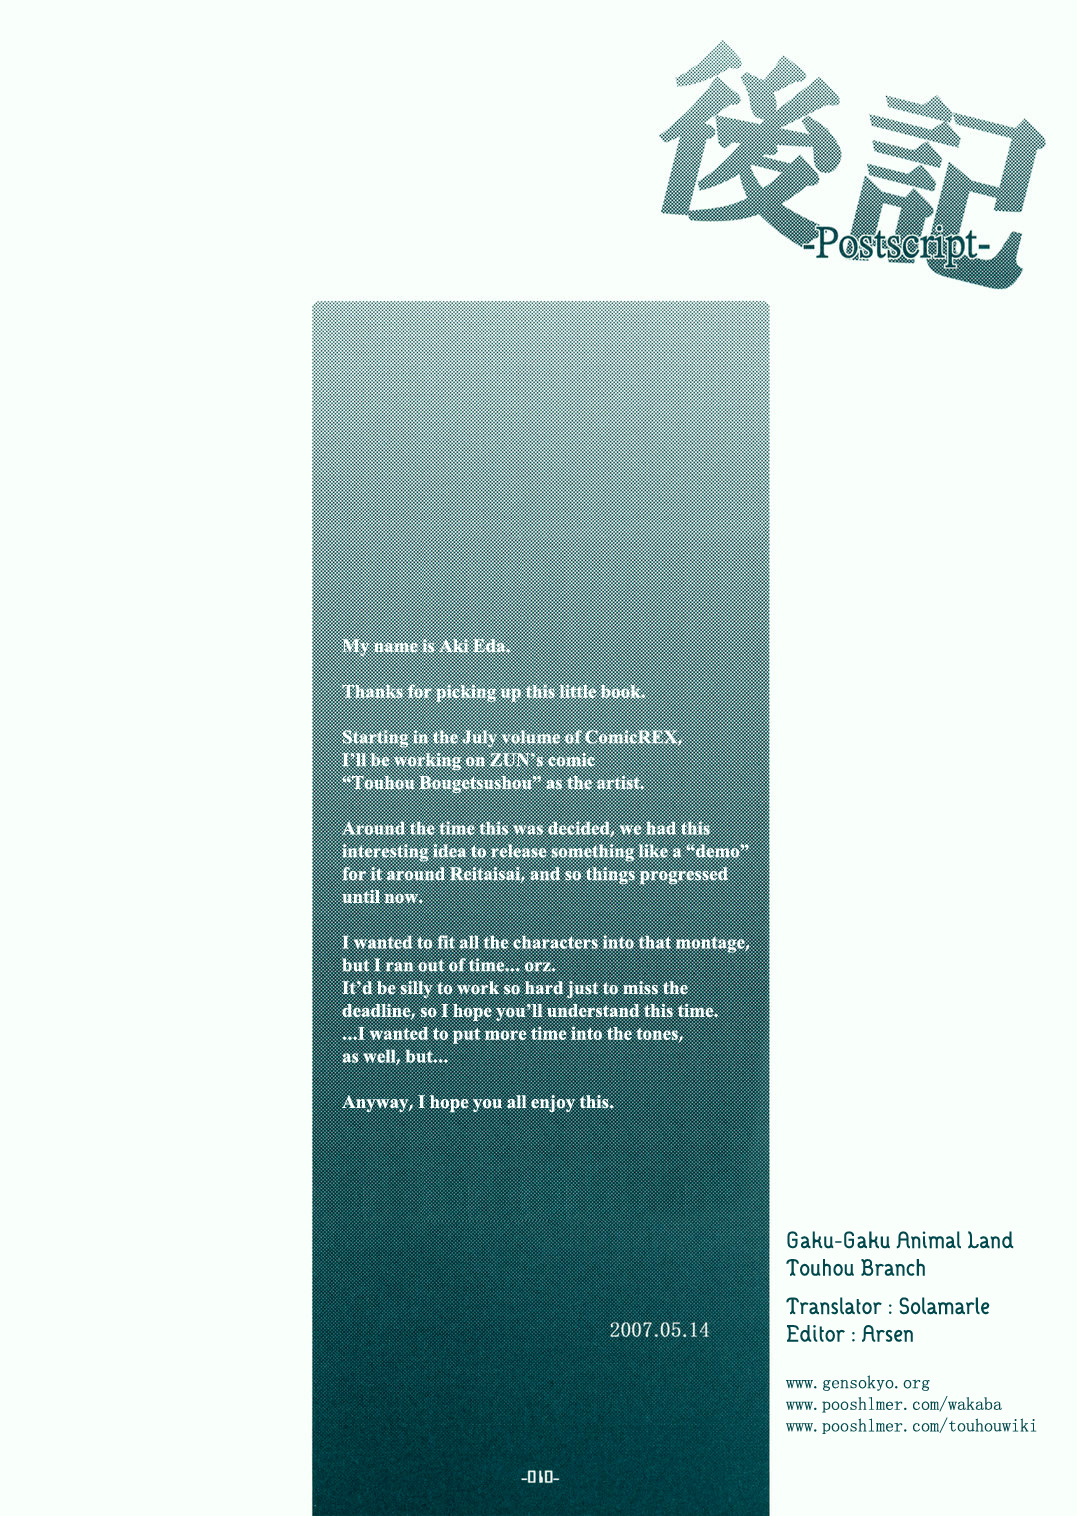 後記
-Postscript-
My name is Aki Eda.
Thanks for picking up this little book.
Starting in the July volume of ComicREX,
I'll be working on ZUN's comic
“Touhou Bougetsushou” as the artist.
Around the time this was decided, we had this
interesting idea to release something like a “demo”
for it around Reitaisai, and so things progressed
until now.
I wanted to fit all the characters into that montage,
but I ran out of time... orz.
It'd be silly to work so hard just to miss the
deadline, so I hope you'll understand this time.
...I wanted to put more time into the tones,
as well, but...
Anyway, I hope you all enjoy this.
2007.05.14
-010-
Gaku-Gaku Animal Land
Touhou Branch
Translator : Solamarle
Editor : Arsen
www.gensokyo.org
www.pooshlmer.com/wakaba
www.pooshlmer.com/touhouwiki